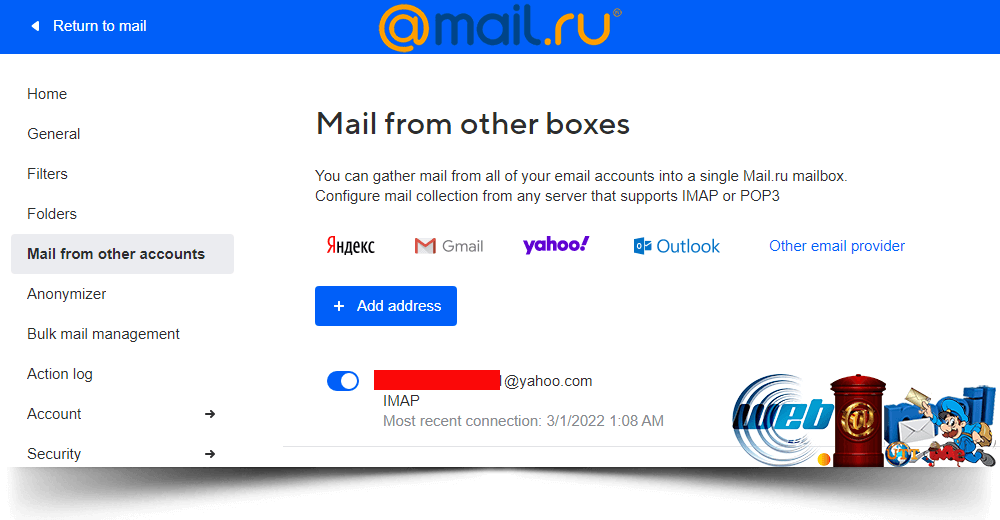 Return to mail
@mail.ru®
Home
General
Filters
Folders
Mail from other accounts
Anonymizer
Bulk mail management
Action log
Account
Security
Mail from other boxes
You can gather mail from all of your email accounts into a single Mail.ru mailbox.
Configure mail collection from any server that supports IMAP or POP3
Яндекс Gmail yahoo! Outlook Other email provider
+ Add address
@yahoo.com
IMAP
Most recent connection: 3/1/2022 1:08 AM
web
@